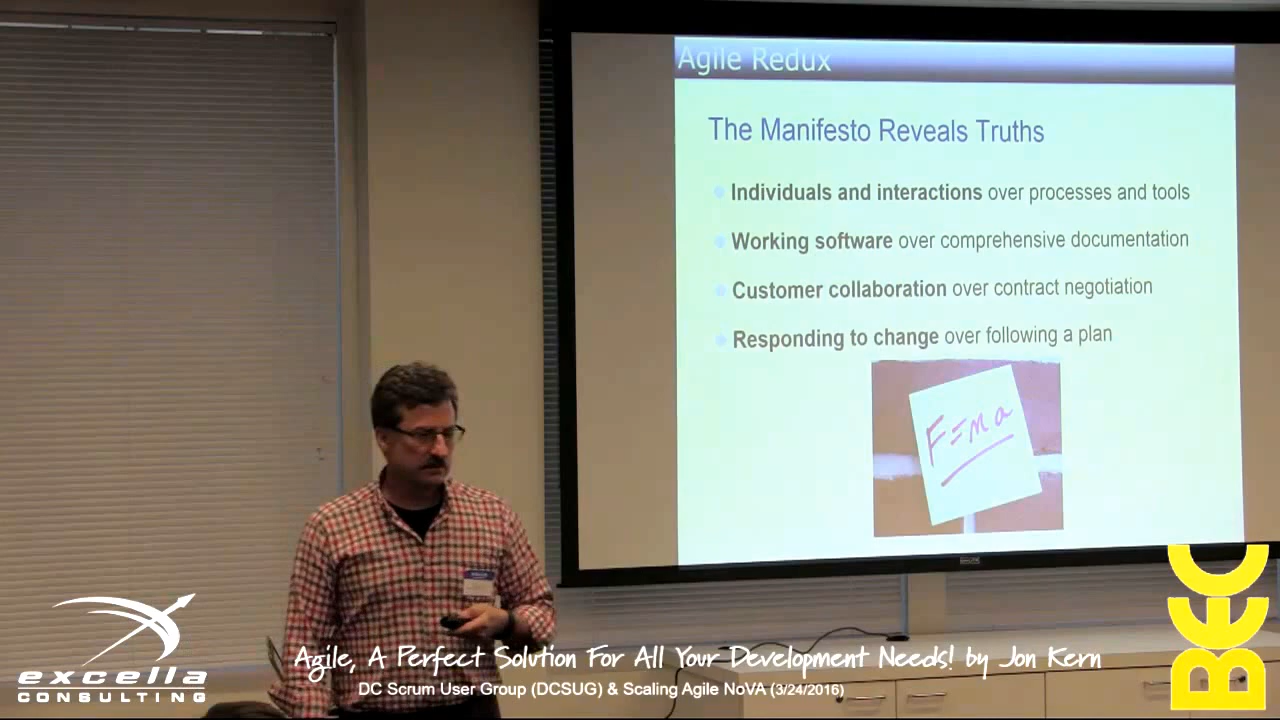 Agile Redux
The Manifesto Reveals Truths
Individuals and interactions over processes and tools
Working software over comprehensive documentation
Customer collaboration over contract negotiation
Responding to change over following a plan
F=ma
excella
CONSULTING
Agile, A Perfect Solution For All Your Development Needs! by Jon Kern
DC Scrum User Group (DCSUG) & Scaling Agile NoVA (3/24/2016)